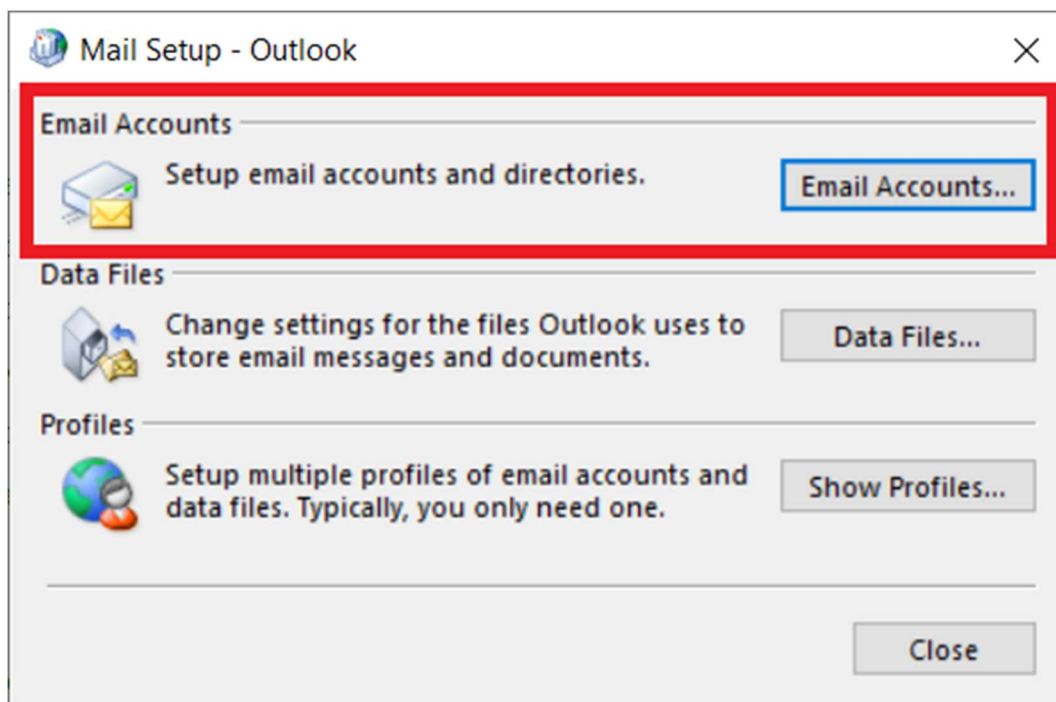 Mail Setup - Outlook
Email Accounts
Setup email accounts and directories.
Email Accounts...
Data Files
Change settings for the files Outlook uses to
store email messages and documents.
Data Files...
Profiles
Setup multiple profiles of email accounts and
data files. Typically, you only need one.
Show Profiles...
Close